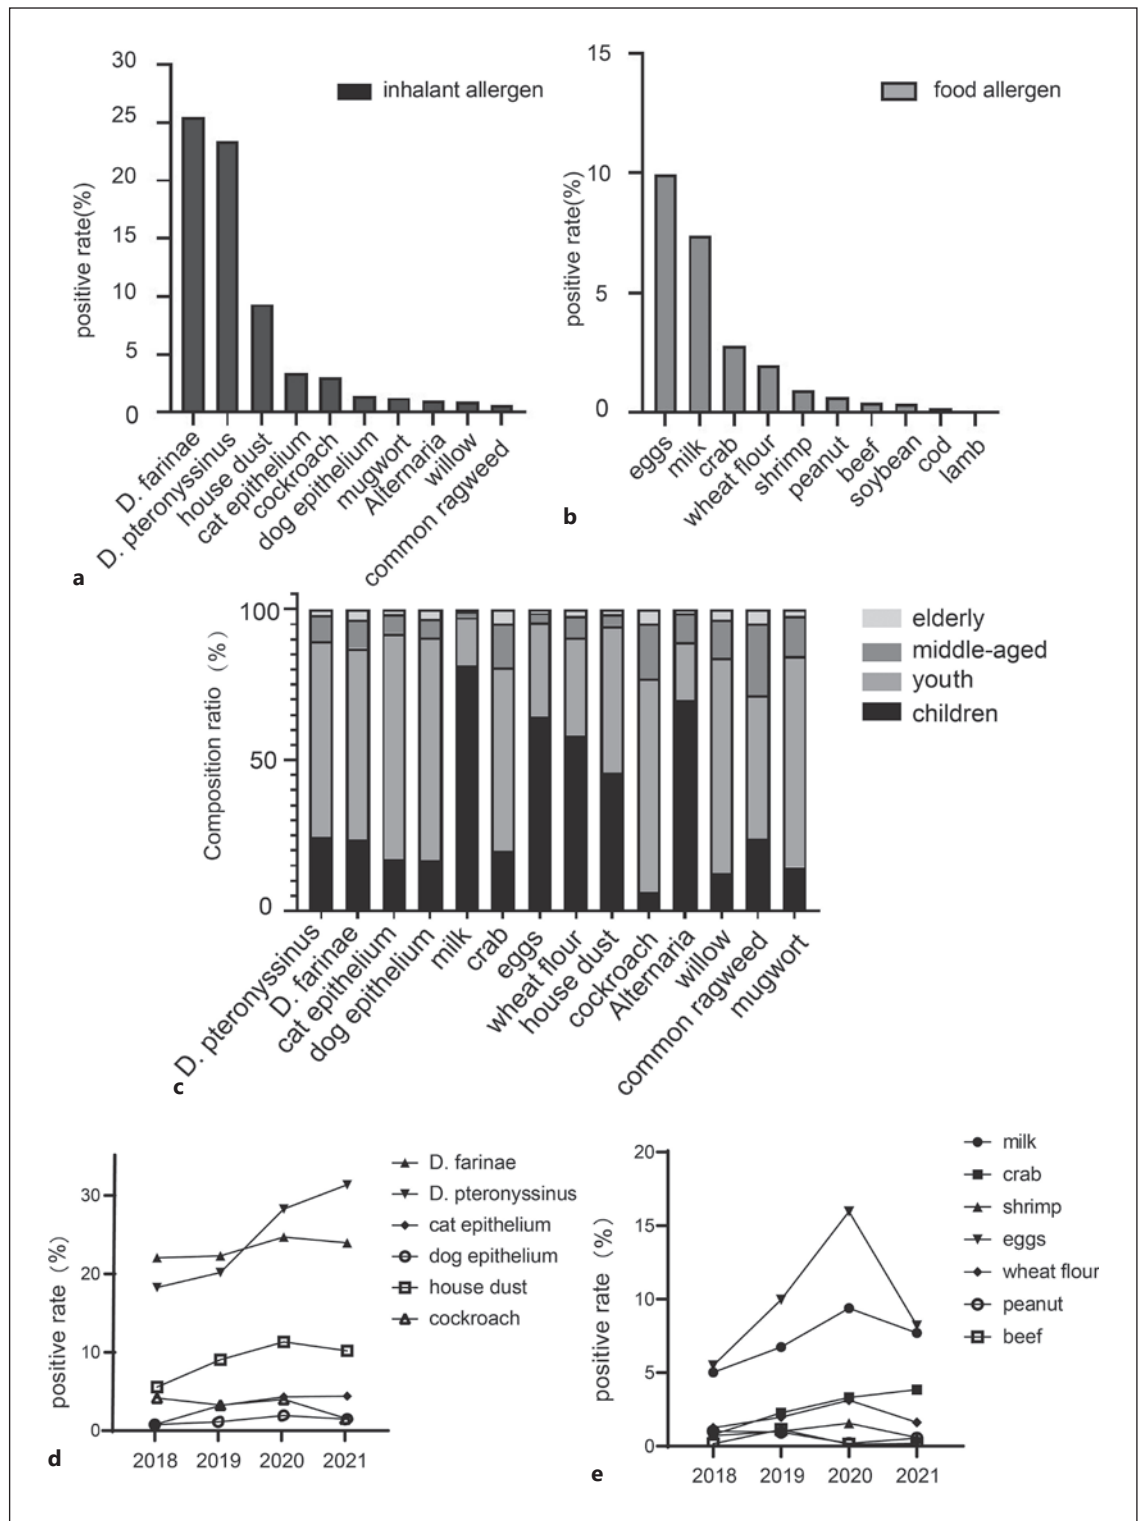 30
25
20
15
10
5
0
positive rate(%)
inhalant allergen
D. farinae
D. pteronyssinus
house dust
cat epithelium
cockroach
dog epithelium
mugwort
Alternaria
willow
common ragweed
a
15
10
5
0
positive rate(%)
food allergen
eggs
milk
crab
wheat flour
shrimp
peanut
beef
soybean
cod
lamb
b
100
50
0
Composition ratio (%)
elderly
middle-aged
youth
children
D. pteronyssinus
D. farinae
cat epithelium
dog epithelium
milk
crab
eggs
wheat flour
house dust
cockroach
Alternaria
willow
common ragweed
mugwort
c
30
20
10
0
positive rate (%)
2018 2019 2020 2021
D. farinae
D. pteronyssinus
cat epithelium
dog epithelium
house dust
cockroach
d
20
15
10
5
0
positive rate (%)
2018 2019 2020 2021
milk
crab
shrimp
eggs
wheat flour
peanut
beef
e